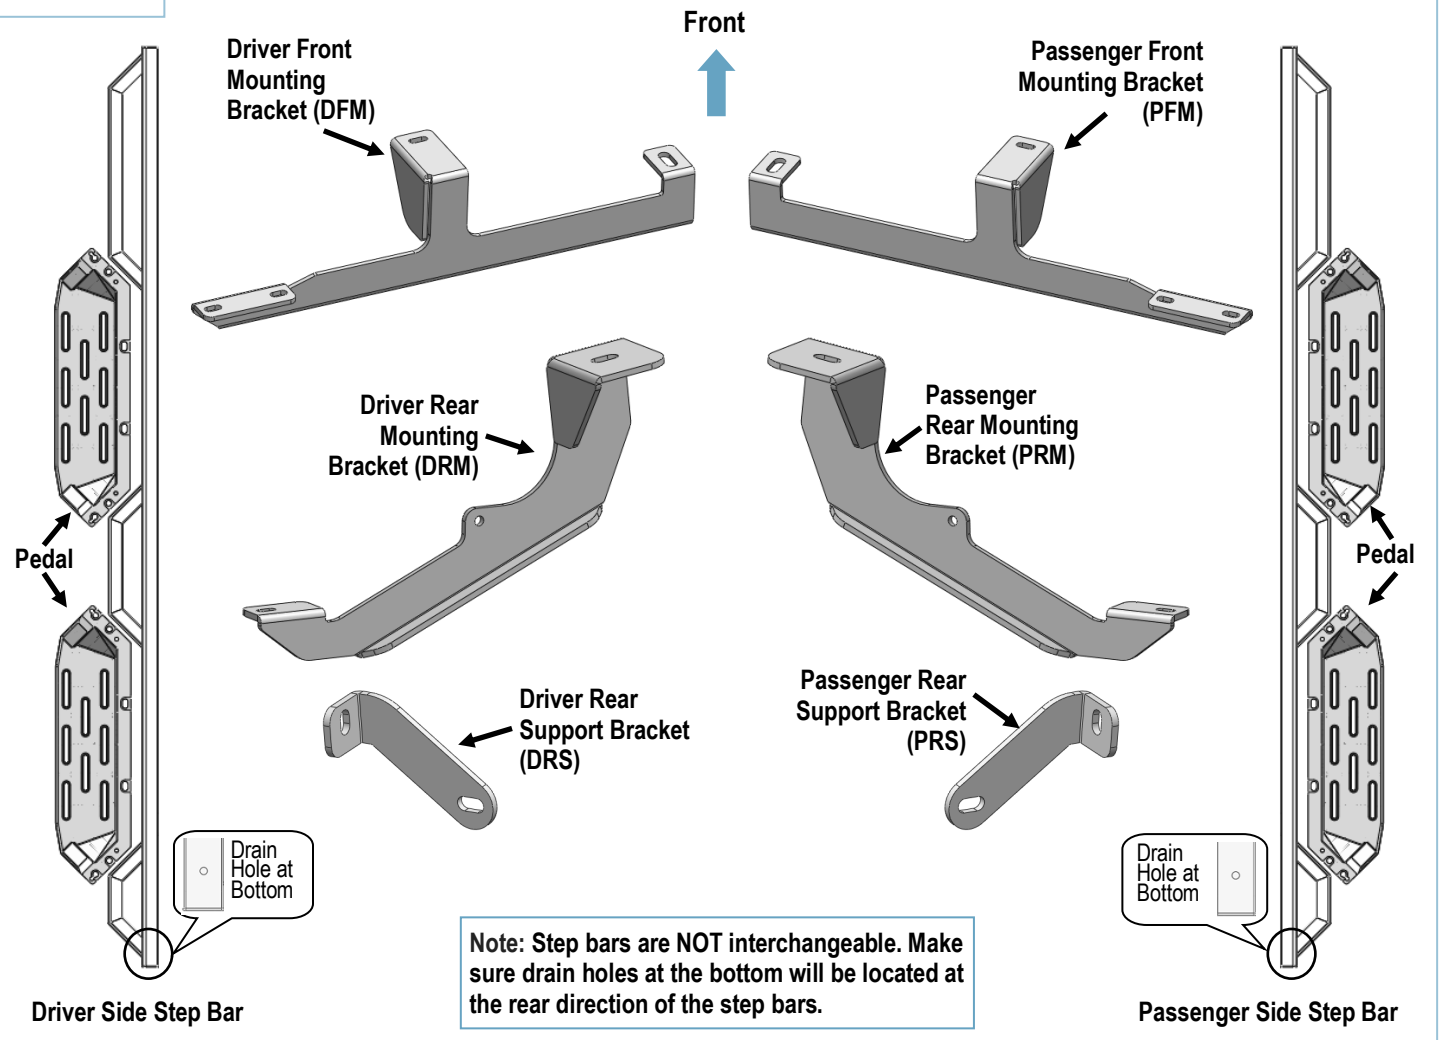 Front
Driver Front
Mounting
Bracket (DFM)
Passenger Front
Mounting Bracket
(PFM)
Driver Rear
Mounting
Bracket (DRM)
Passenger
Rear Mounting
Bracket (PRM)
Pedal
Pedal
Driver Rear
Support Bracket
(DRS)
Passenger Rear
Support Bracket
(PRS)
Drain
Hole at
Bottom
Drain
Hole at
Bottom
Note: Step bars are NOT interchangeable. Make
sure drain holes at the bottom will be located at
the rear direction of the step bars.
Driver Side Step Bar
Passenger Side Step Bar